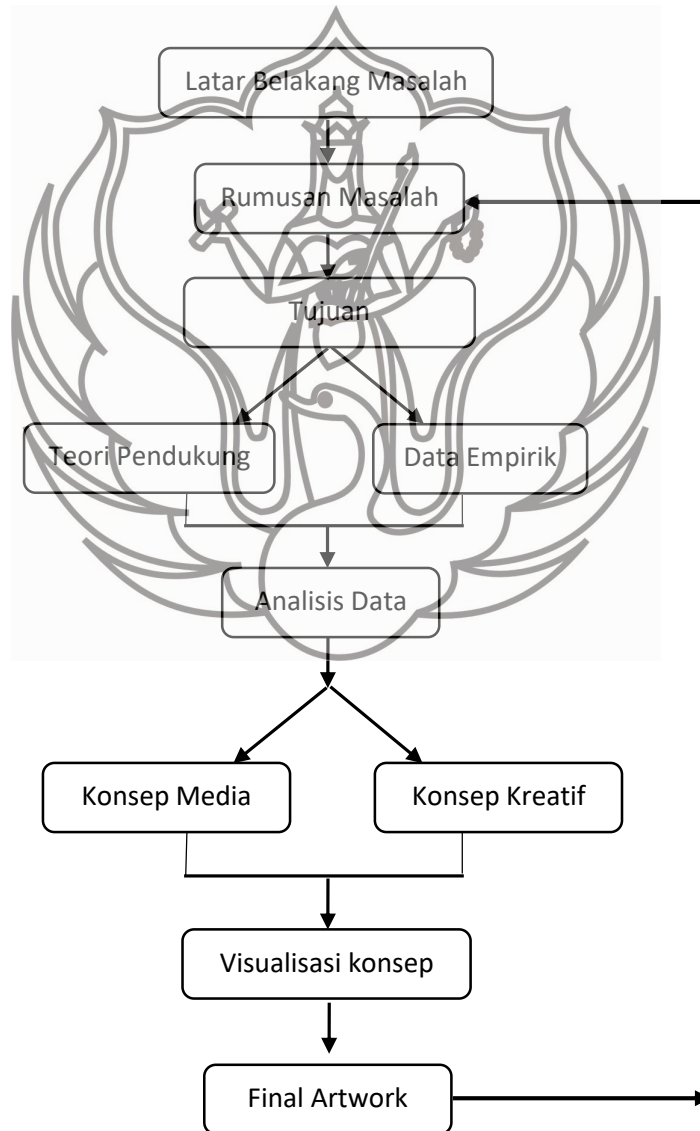 Latar Belakang Masalah
Rumusan Masalah
Tujuan
Teori Pendukung
Data Empirik
Analisis Data
Konsep Media
Konsep Kreatif
Visualisasi konsep
Final Artwork